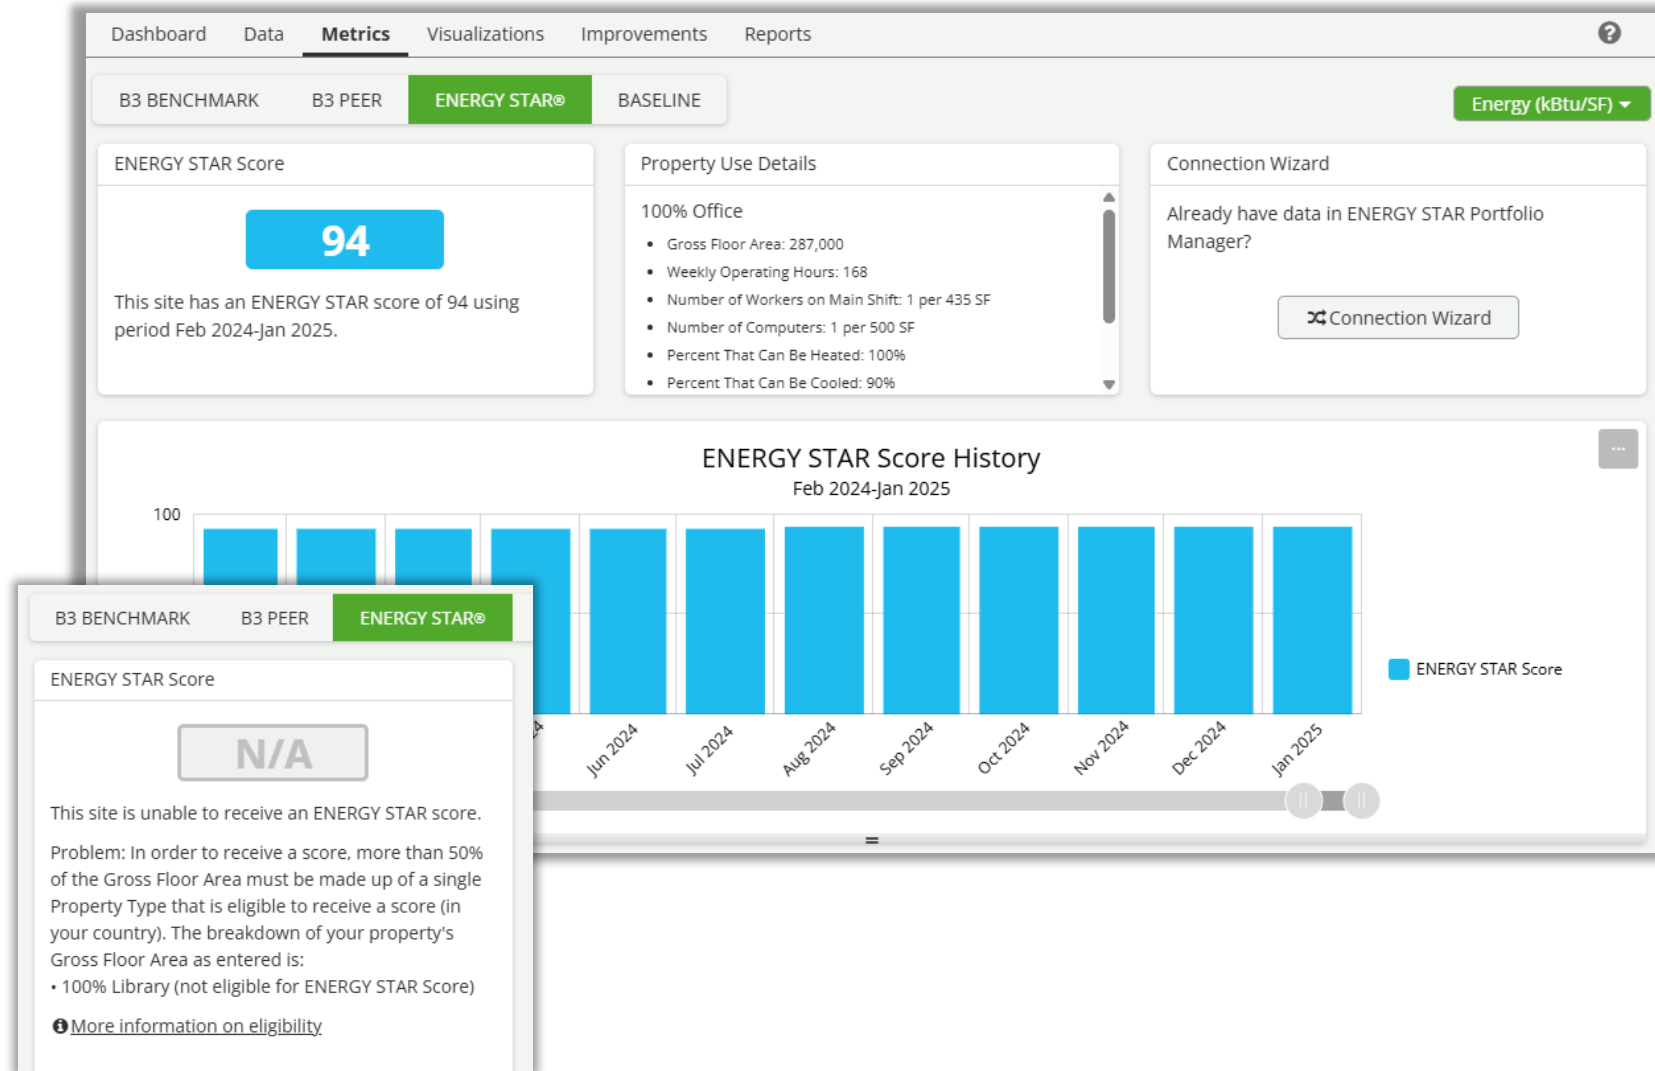 Dashboard Data Metrics Visualizations Improvements Reports
B3 BENCHMARK B3 PEER ENERGY STAR® BASELINE
Energy (kBtu/SF)
ENERGY STAR Score
94
This site has an ENERGY STAR score of 94 using
period Feb 2024-Jan 2025.
Property Use Details
100% Office
• Gross Floor Area: 287,000
• Weekly Operating Hours: 168
• Number of Workers on Main Shift: 1 per 435 SF
• Number of Computers: 1 per 500 SF
• Percent That Can Be Heated: 100%
• Percent That Can Be Cooled: 90%
Connection Wizard
Already have data in ENERGY STAR Portfolio
Manager?
Connection Wizard
ENERGY STAR Score History
Feb 2024-Jan 2025
100
Jun 2024
Jul 2024
Aug 2024
Sep 2024
Oct 2024
Nov 2024
Dec 2024
Jan 2025
ENERGY STAR Score
B3 BENCHMARK B3 PEER ENERGY STAR®
ENERGY STAR Score
N/A
This site is unable to receive an ENERGY STAR score.
Problem: In order to receive a score, more than 50%
of the Gross Floor Area must be made up of a single
Property Type that is eligible to receive a score (in
your country). The breakdown of your property's
Gross Floor Area as entered is:
• 100% Library (not eligible for ENERGY STAR Score)
More information on eligibility